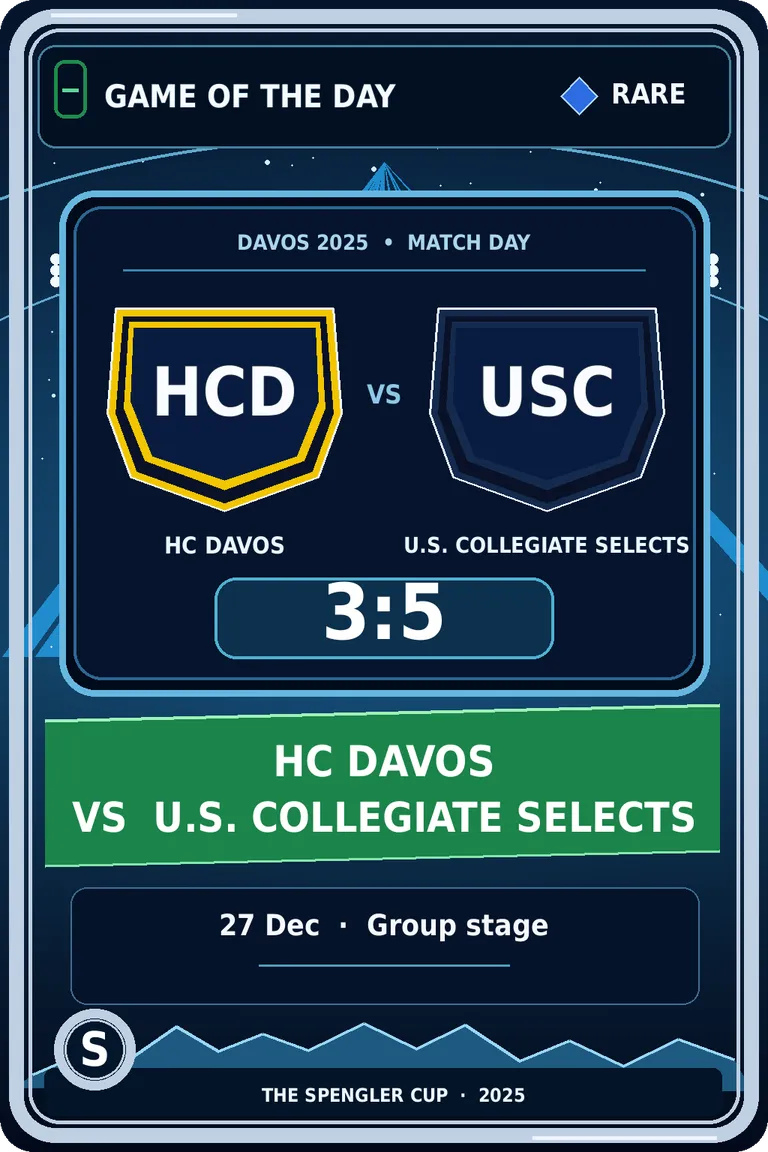 GAME OF THE DAY
RARE
DAVOS 2025 • MATCH DAY
HCD
VS
USC
HC DAVOS
U.S. COLLEGIATE SELECTS
3:5
HC DAVOS
VS U.S. COLLEGIATE SELECTS
27 Dec · Group stage
S
THE SPENGLER CUP · 2025